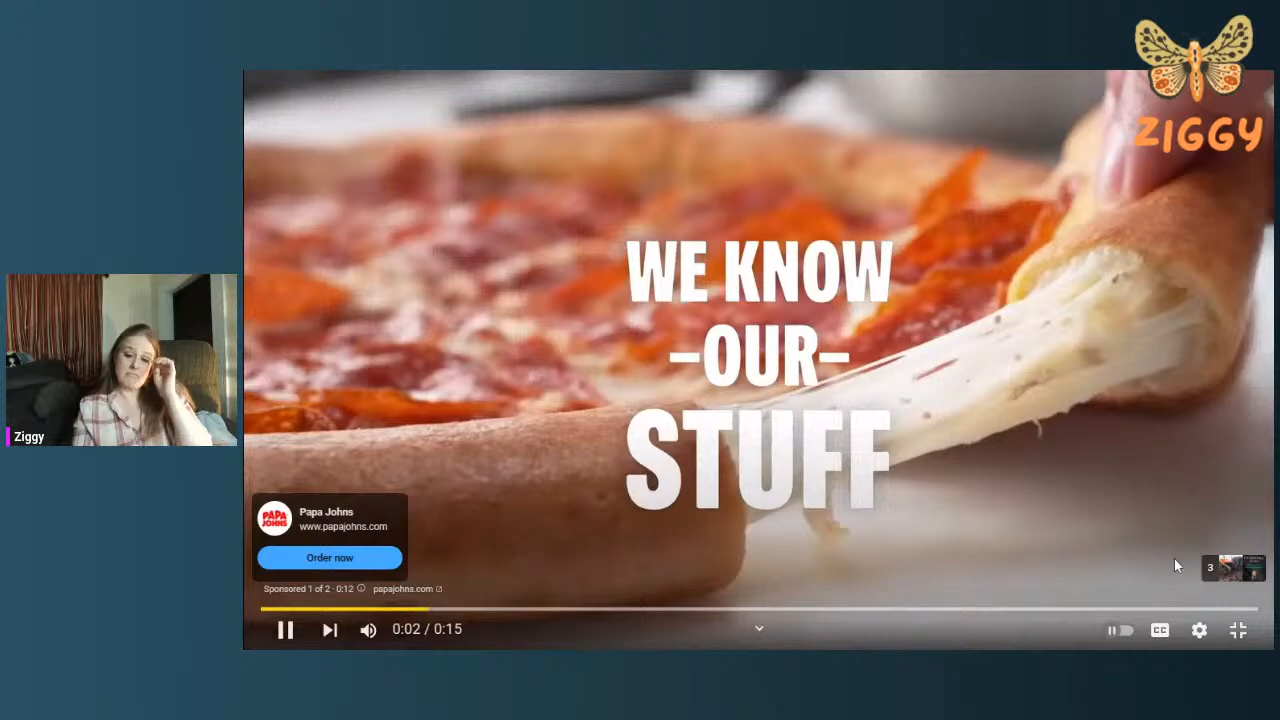 ZIGGY
WE KNOW
-OUR-
STUFF
Ziggy
PAPA JOHNS
Papa Johns
www.papajohns.com
Order now
Sponsored 1 of 2 · 0:12
papajohns.com
3
0:02 / 0:15
CC